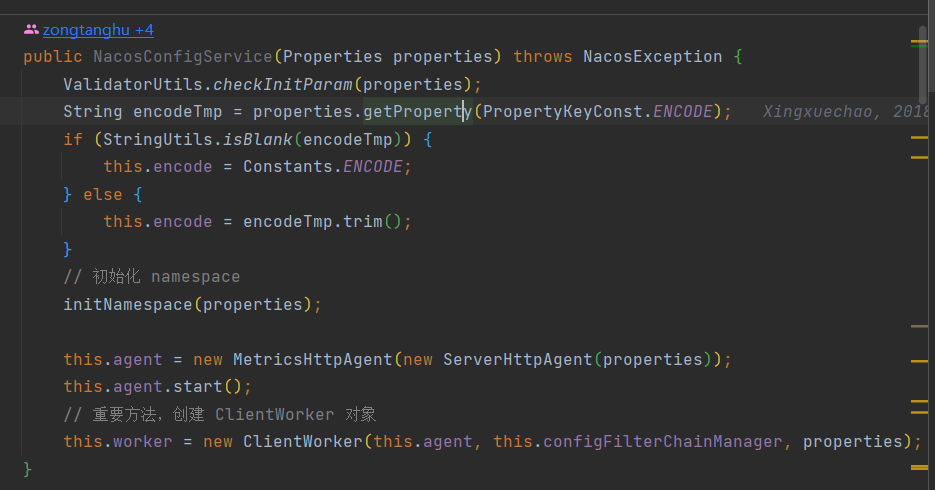 zongtanghu +4
public NacosConfigService(Properties properties) throws NacosException {
ValidatorUtils.checkInitParam(properties);
String encodeTmp = properties.getProperty(PropertyKeyConst.ENCODE); Xingxuechao, 2018
if (StringUtils.isBlank(encodeTmp)) {
this.encode = Constants.ENCODE;
} else {
this.encode = encodeTmp.trim();
}
// 初始化 namespace
initNamespace(properties);
this.agent = new MetricsHttpAgent(new ServerHttpAgent(properties));
this.agent.start();
// 重要方法，创建 ClientWorker 对象
this.worker = new ClientWorker(this.agent, this.configFilterChainManager, properties);
}